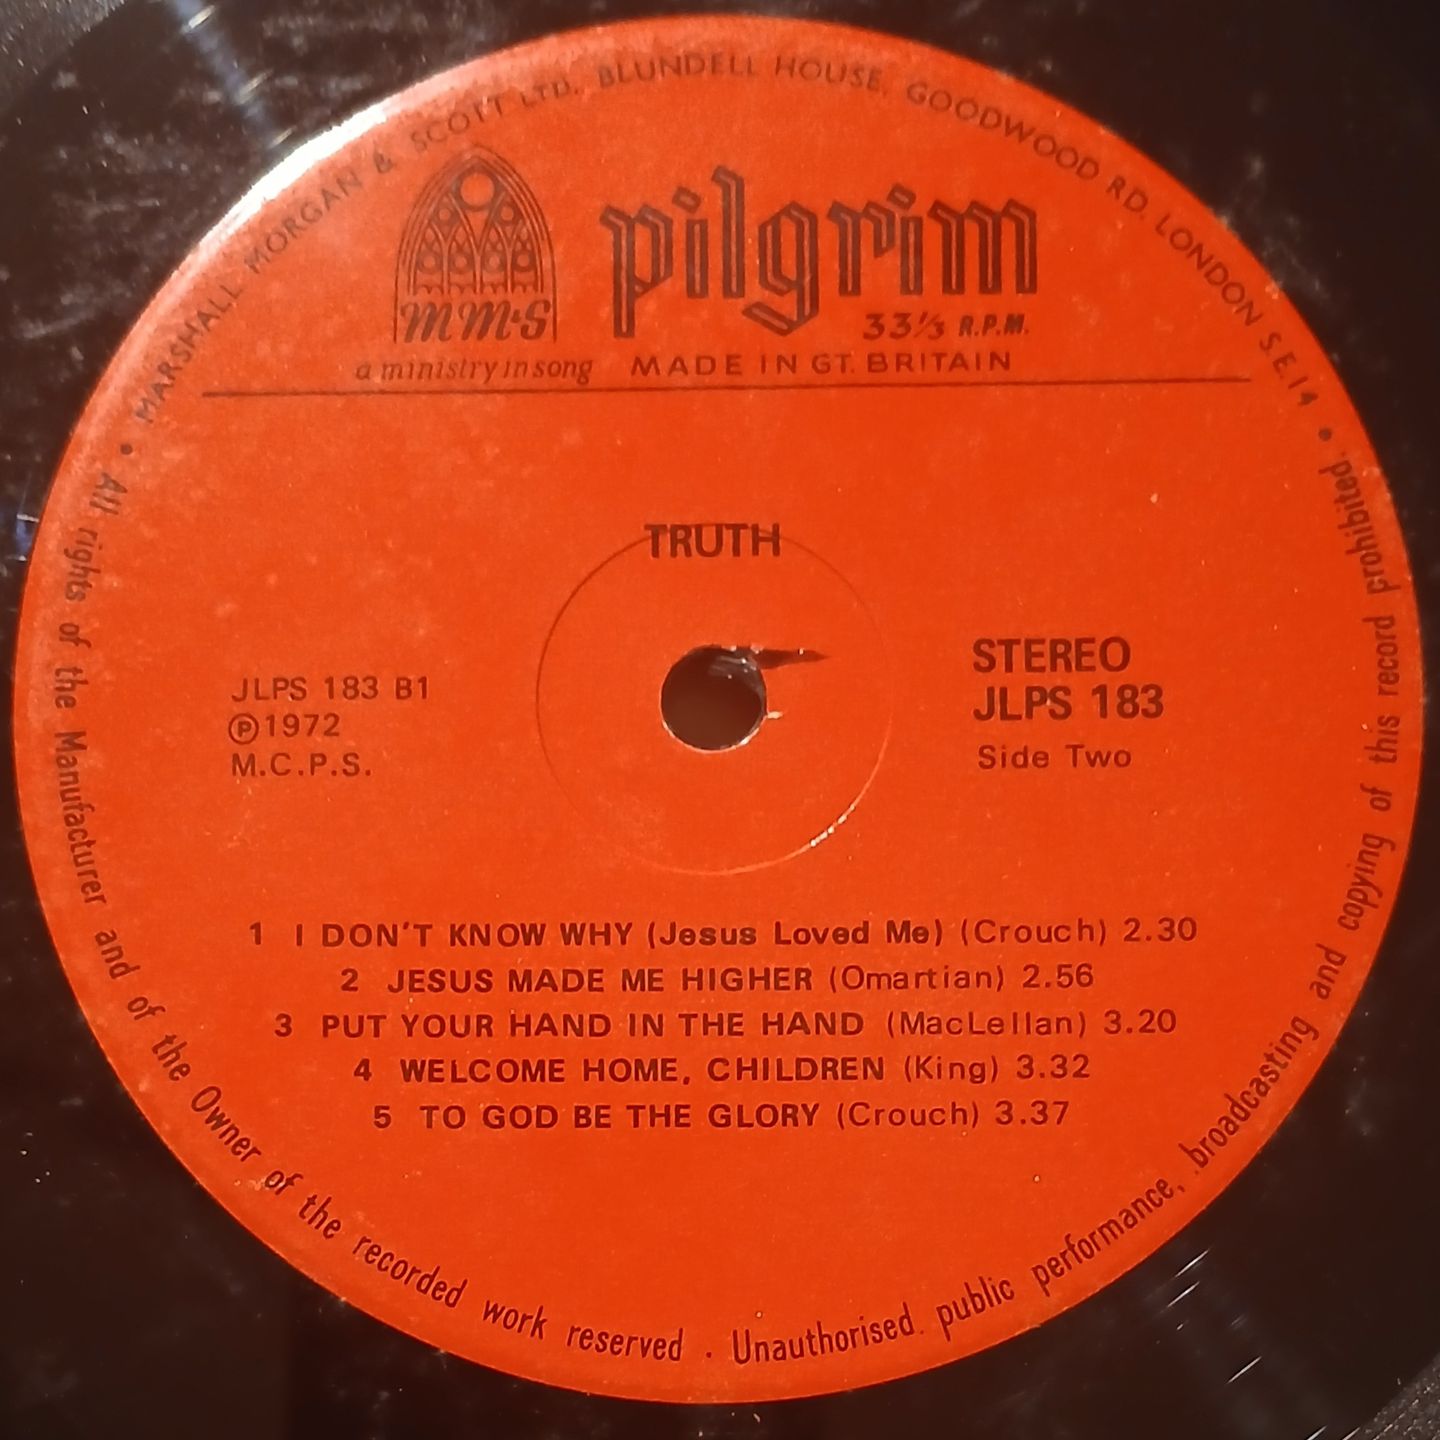 MARSHALL MORGAN & SCOTT LTD. BLUNDELL HOUSE, GOODWOOD RD. LONDON S.E.14
MM&S
a ministry in song
pilgrim
33⅓ R.P.M.
MADE IN GT. BRITAIN
TRUTH
JLPS 183 B1
Ⓟ1972
M.C.P.S.
STEREO
JLPS 183
Side Two
1 I DON'T KNOW WHY (Jesus Loved Me) (Crouch) 2.30
2 JESUS MADE ME HIGHER (Omartian) 2.56
3 PUT YOUR HAND IN THE HAND (MacLellan) 3.20
4 WELCOME HOME, CHILDREN (King) 3.32
5 TO GOD BE THE GLORY (Crouch) 3.37
All rights of the Manufacturer and of the Owner of the recorded work reserved . Unauthorised public performance, broadcasting and copying of this record prohibited.